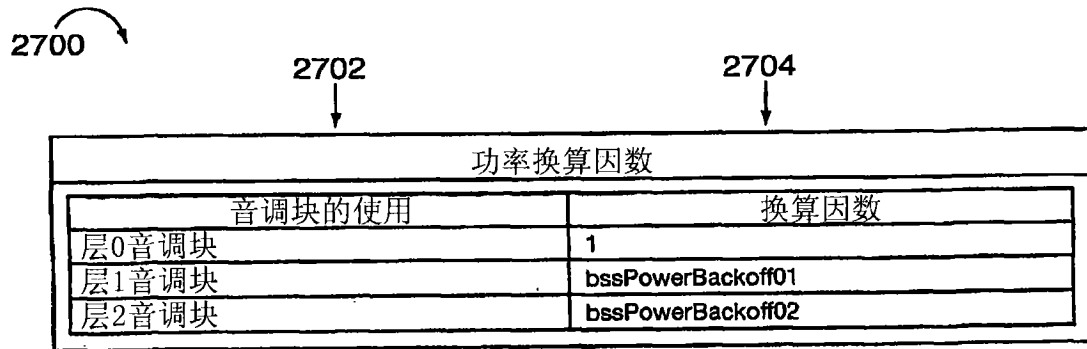 2700
2702 2704
功率换算因数
音调块的使用 换算因数
层0音调块 1
层1音调块 bssPowerBackoff01
层2音调块 bssPowerBackoff02